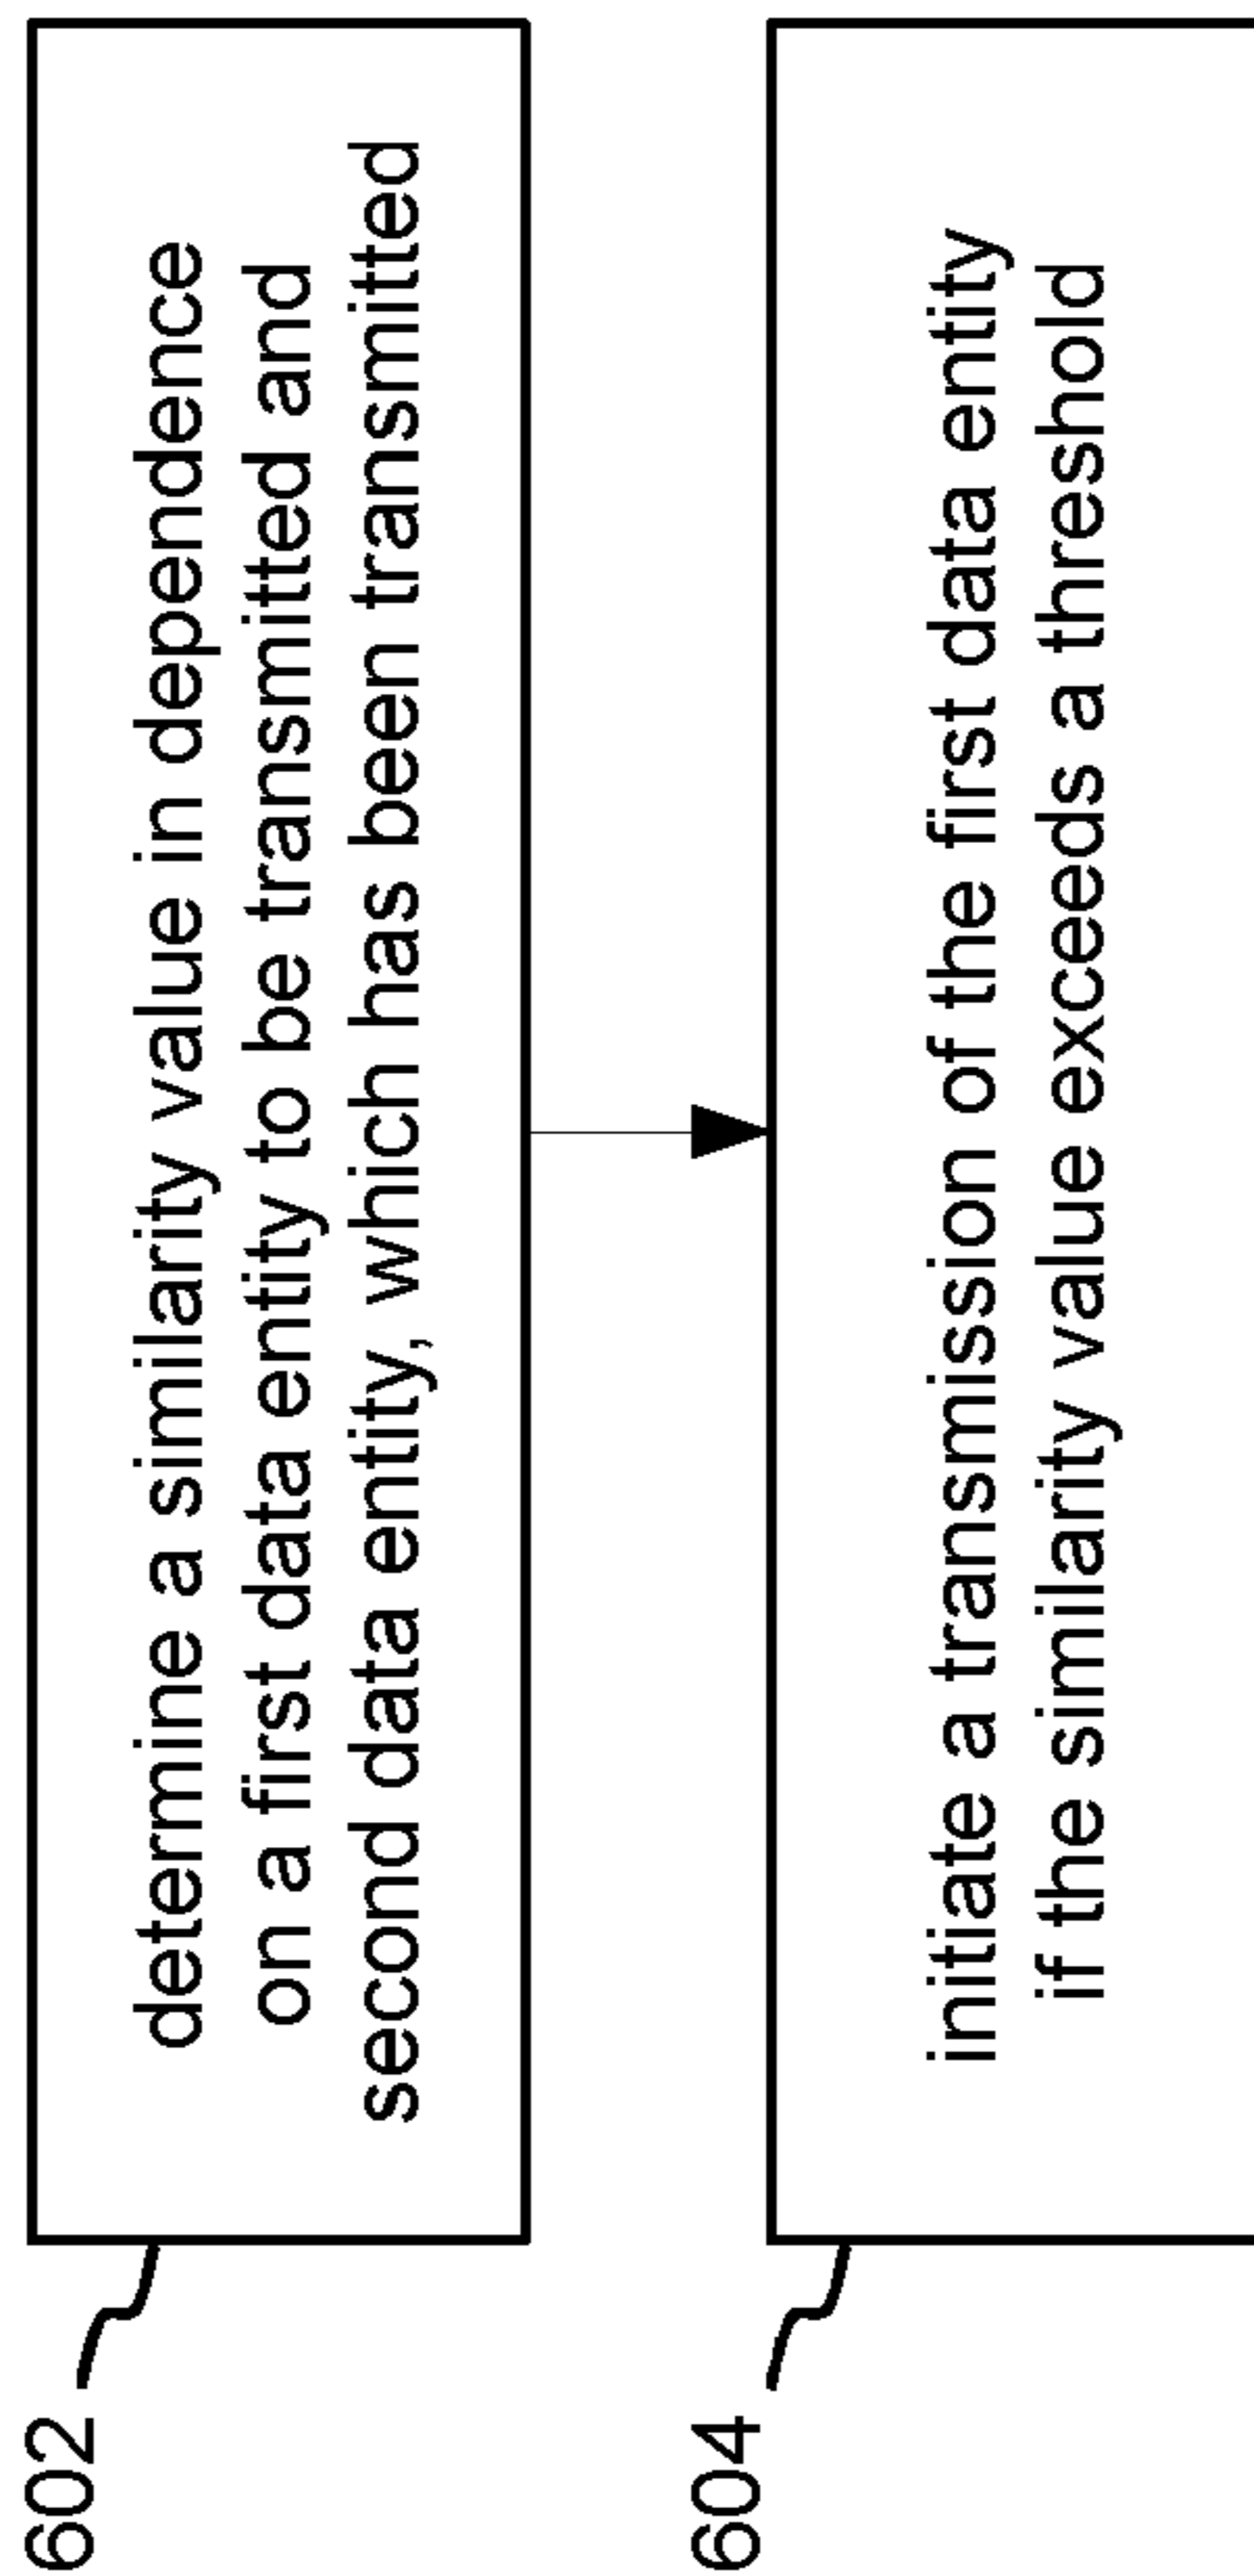 602
determine a similarity value in dependence
on a first data entity to be transmitted and
second data entity, which has been transmitted
604
initiate a transmission of the first data entity
if the similarity value exceeds a threshold